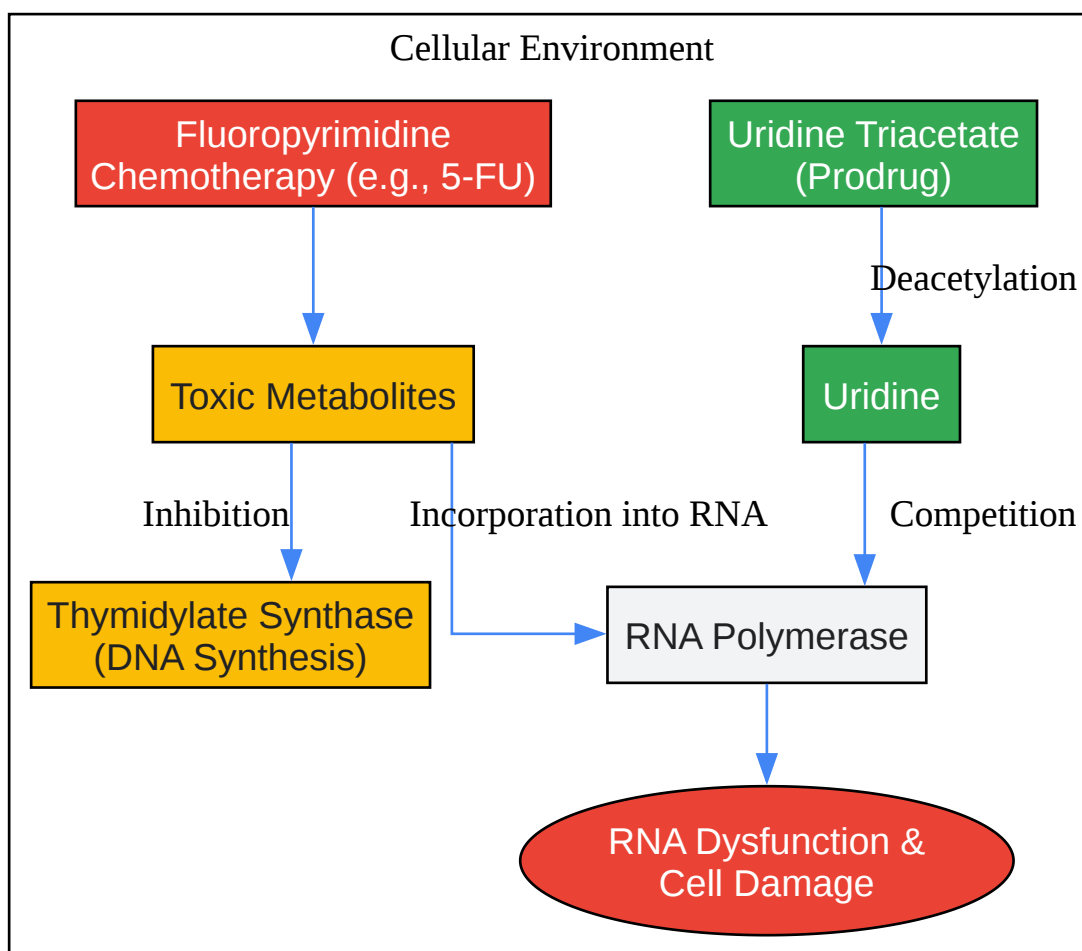 Cellular Environment
Fluoropyrimidine
Chemotherapy (e.g., 5-FU)
Uridine Triacetate
(Prodrug)
Deacetylation
Toxic Metabolites
Uridine
Inhibition
Incorporation into RNA
Competition
Thymidylate Synthase
(DNA Synthesis)
RNA Polymerase
RNA Dysfunction &
Cell Damage